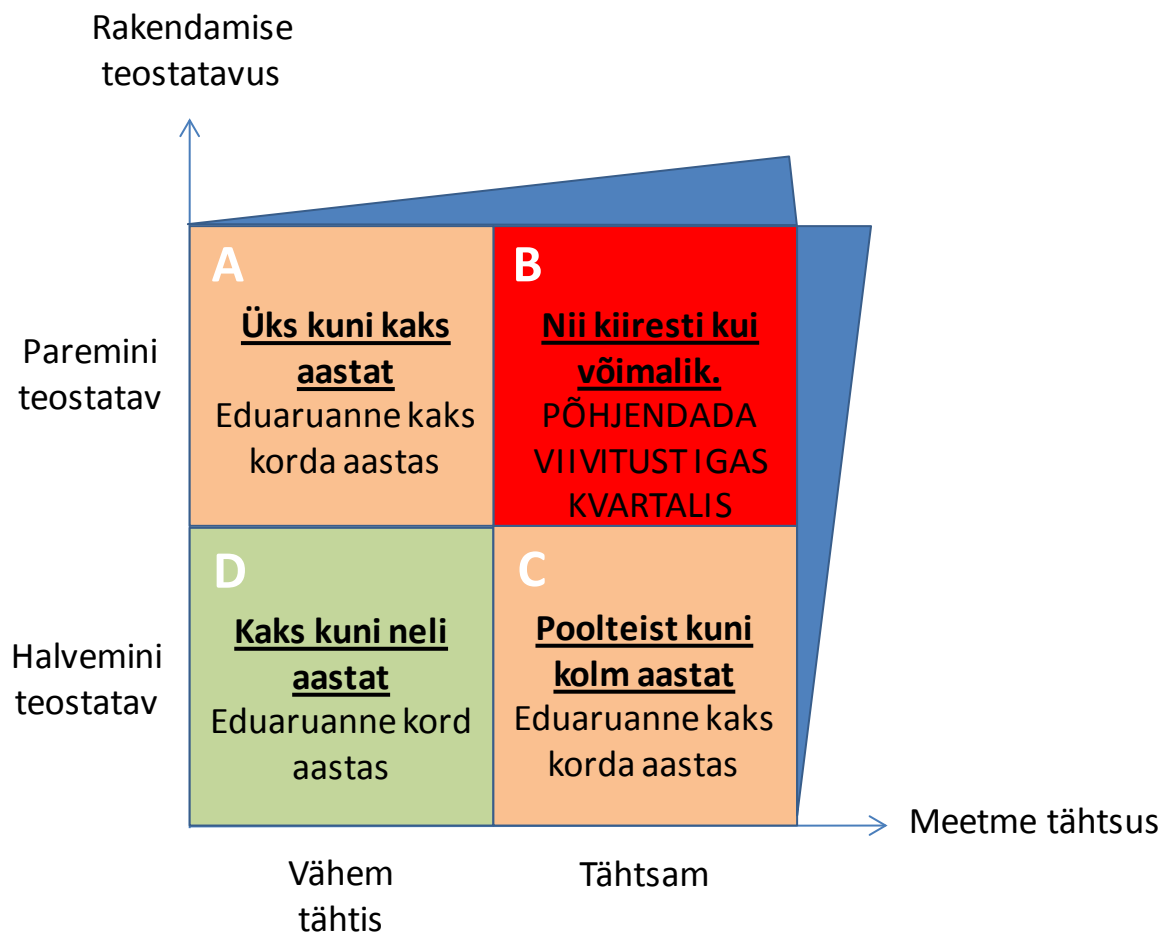 Rakendamise
teostatavus
Paremini
teostatav
A
Üks kuni kaks
aastat
Eduaruanne kaks
korda aastas
B
Nii kiiresti kui
võimalik.
PÕHJENDADA
VIIVITUST IGAS
KVARTALIS
Halvemini
teostatav
D
Kaks kuni neli
aastat
Eduaruanne kord
aastas
C
Poolteist kuni
kolm aastat
Eduaruanne kaks
korda aastas
Meetme tähtsus
Vähem
tähtis
Tähtsam